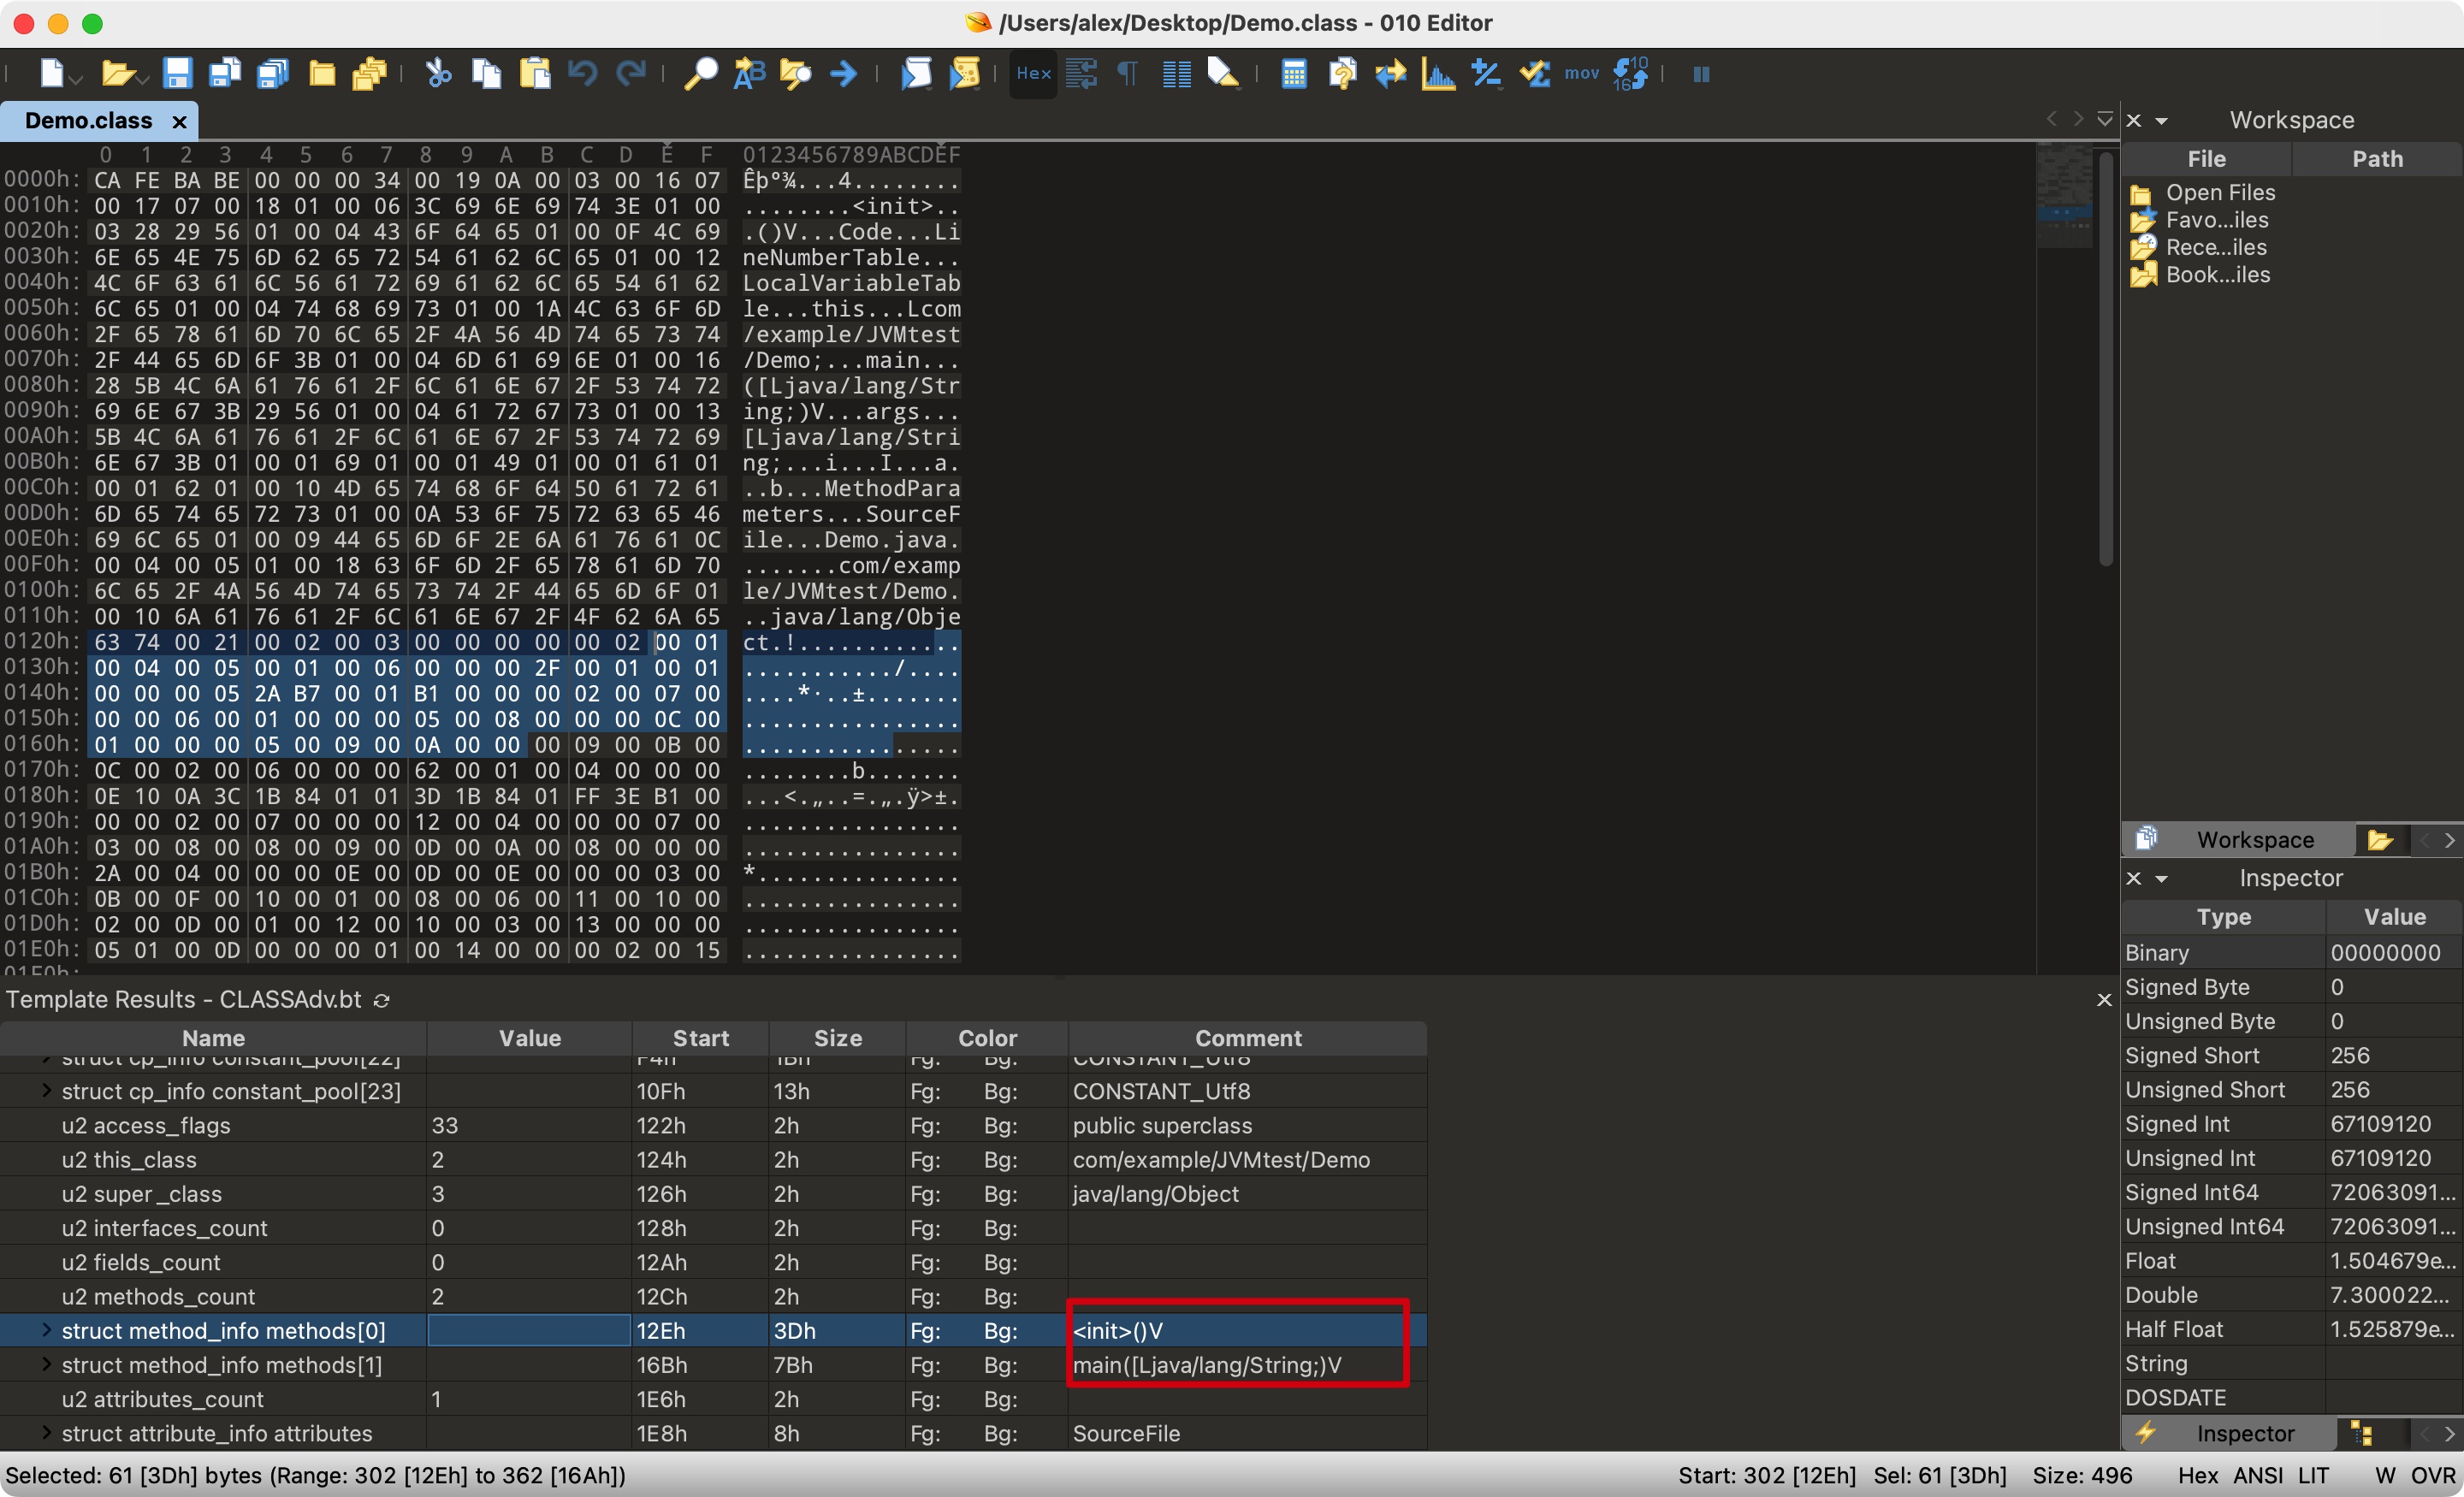 /Users/alex/Desktop/Demo.class - 010 Editor
Hex
mov
Demo.class
0 1 2 3 4 5 6 7 8 9 A B C D E F 0123456789ABCDEF
0000h: CA FE BA BE 00 00 00 34 00 19 0A 00 03 00 16 07 Êþº¾...4........
0010h: 00 17 07 00 18 01 00 06 3C 69 6E 69 74 3E 01 00 ........<init>..
0020h: 03 28 29 56 01 00 04 43 6F 64 65 01 00 0F 4C 69 .()V...Code...Li
0030h: 6E 65 4E 75 6D 62 65 72 54 61 62 6C 65 01 00 12 neNumberTable...
0040h: 4C 6F 63 61 6C 56 61 72 69 61 62 6C 65 54 61 62 LocalVariableTab
0050h: 6C 65 01 00 04 74 68 69 73 01 00 1A 4C 63 6F 6D le...this...Lcom
0060h: 2F 65 78 61 6D 70 6C 65 2F 4A 56 4D 74 65 73 74 /example/JVMtest
0070h: 2F 44 65 6D 6F 3B 01 00 04 6D 61 69 6E 01 00 16 /Demo;...main...
0080h: 28 5B 4C 6A 61 76 61 2F 6C 61 6E 67 2F 53 74 72 ([Ljava/lang/Str
0090h: 69 6E 67 3B 29 56 01 00 04 61 72 67 73 01 00 13 ing;)V...args...
00A0h: 5B 4C 6A 61 76 61 2F 6C 61 6E 67 2F 53 74 72 69 [Ljava/lang/Stri
00B0h: 6E 67 3B 01 00 01 69 01 00 01 49 01 00 01 61 01 ng;...i...I...a.
00C0h: 00 01 62 01 00 10 4D 65 74 68 6F 64 50 61 72 61 ..b...MethodPara
00D0h: 6D 65 74 65 72 73 01 00 0A 53 6F 75 72 63 65 46 meters...SourceF
00E0h: 69 6C 65 01 00 09 44 65 6D 6F 2E 6A 61 76 61 0C ile...Demo.java.
00F0h: 00 04 00 05 01 00 18 63 6F 6D 2F 65 78 61 6D 70 .......com/examp
0100h: 6C 65 2F 4A 56 4D 74 65 73 74 2F 44 65 6D 6F 01 le/JVMtest/Demo.
0110h: 00 10 6A 61 76 61 2F 6C 61 6E 67 2F 4F 62 6A 65 ..java/lang/Obje
0120h: 63 74 00 21 00 02 00 03 00 00 00 00 00 02 00 01 ct.!............
0130h: 00 04 00 05 00 01 00 06 00 00 00 2F 00 01 00 01 .........../....
0140h: 00 00 00 05 2A B7 00 01 B1 00 00 00 02 00 07 00 ....*·..±.......
0150h: 00 00 06 00 01 00 00 00 05 00 08 00 00 00 0C 00 ................
0160h: 01 00 00 00 05 00 09 00 0A 00 00 00 09 00 0B 00 ................
0170h: 0C 00 02 00 06 00 00 00 62 00 01 00 04 00 00 00 ........b.......
0180h: 0E 10 0A 3C 1B 84 01 01 3D 1B 84 01 FF 3E B1 00 ...<.„..=.„.ÿ>±.
0190h: 00 00 02 00 07 00 00 00 12 00 04 00 00 00 07 00 ................
01A0h: 03 00 08 00 08 00 09 00 0D 00 0A 00 08 00 00 00 ................
01B0h: 2A 00 04 00 00 00 0E 00 0D 00 0E 00 00 00 03 00 *...............
01C0h: 0B 00 0F 00 10 00 01 00 08 00 06 00 11 00 10 00 ................
01D0h: 02 00 0D 00 01 00 12 00 10 00 03 00 13 00 00 00 ................
01E0h: 05 01 00 0D 00 00 00 01 00 14 00 00 00 02 00 15 ................
01F0h:
Template Results - CLASSAdv.bt
Name Value Start Size Color Comment
struct cp_info constant_pool[22] F4h 1Bh Fg: Bg: CONSTANT_Utf8
struct cp_info constant_pool[23] 10Fh 13h Fg: Bg: CONSTANT_Utf8
u2 access_flags 33 122h 2h Fg: Bg: public superclass
u2 this_class 2 124h 2h Fg: Bg: com/example/JVMtest/Demo
u2 super_class 3 126h 2h Fg: Bg: java/lang/Object
u2 interfaces_count 0 128h 2h Fg: Bg:
u2 fields_count 0 12Ah 2h Fg: Bg:
u2 methods_count 2 12Ch 2h Fg: Bg:
struct method_info methods[0] 12Eh 3Dh Fg: Bg: <init>()V
struct method_info methods[1] 16Bh 7Bh Fg: Bg: main([Ljava/lang/String;)V
u2 attributes_count 1 1E6h 2h Fg: Bg:
struct attribute_info attributes 1E8h 8h Fg: Bg: SourceFile
Workspace
File Path
Open Files
Favo...iles
Rece...iles
Book...iles
Workspace
Inspector
Type Value
Binary 00000000
Signed Byte 0
Unsigned Byte 0
Signed Short 256
Unsigned Short 256
Signed Int 67109120
Unsigned Int 67109120
Signed Int64 72063091...
Unsigned Int64 72063091...
Float 1.504679e...
Double 7.300022...
Half Float 1.525879e...
String
DOSDATE
Inspector
Selected: 61 [3Dh] bytes (Range: 302 [12Eh] to 362 [16Ah]) Start: 302 [12Eh] Sel: 61 [3Dh] Size: 496 Hex ANSI LIT W OVR